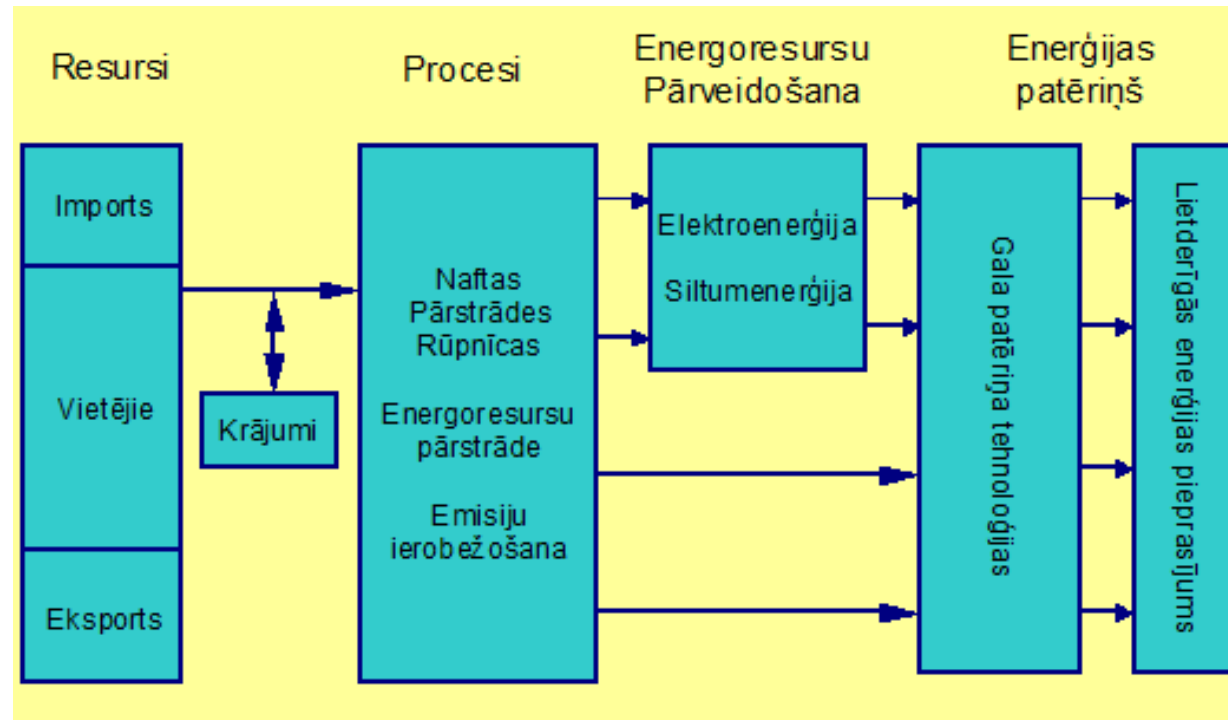 Resursi
Procesi
Energoresursu
Pārveidošana
Enerģijas
patēriņš
Imports
Vietējie
Eksports
Krājumi
Naftas
Pārstrādes
Rūpnīcas
Energoresursu
pārstrāde
Emisiju
ierobežošana
Elektroenerģija
Siltumenerģija
Gala patēriņa tehnoloģijas
Lietderīgās enerģijas pieprasījums